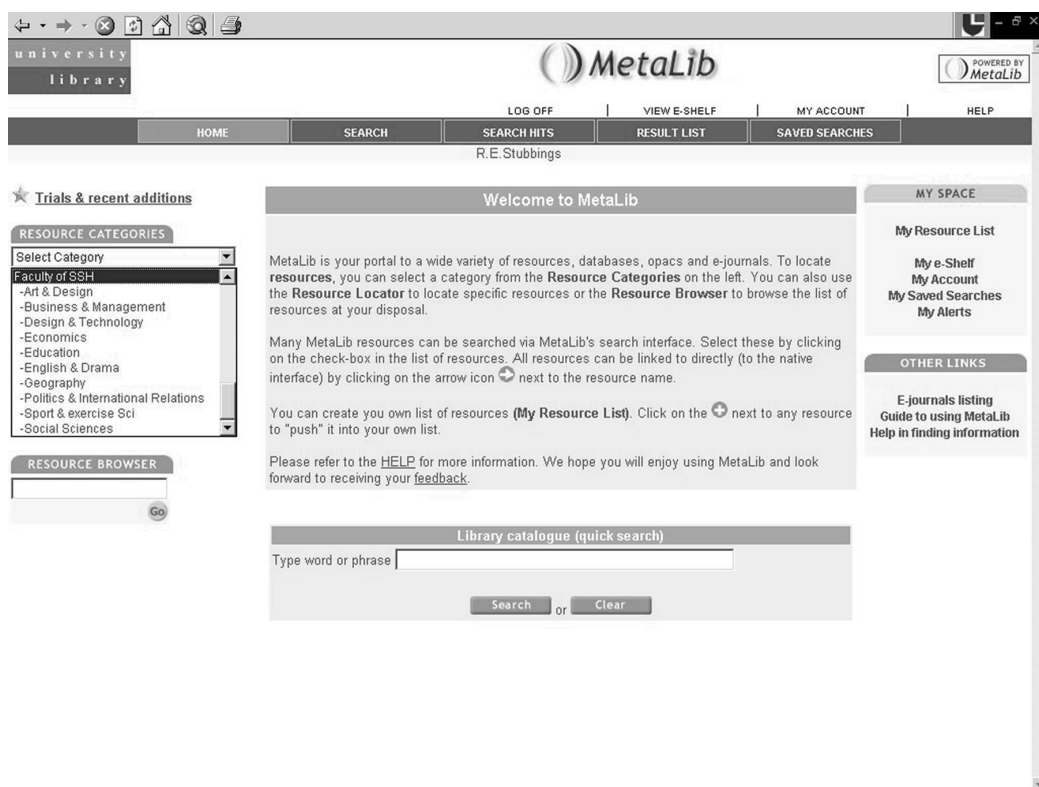 university
library
MetaLib
POWERED BY
MetaLib
LOG OFF | VIEW E-SHELF | MY ACCOUNT | HELP
HOME SEARCH SEARCH HITS RESULT LIST SAVED SEARCHES
R.E.Stubbings
Trials & recent additions
RESOURCE CATEGORIES
Select Category
Faculty of SSH
-Art & Design
-Business & Management
-Design & Technology
-Economics
-Education
-English & Drama
-Geography
-Politics & International Relations
-Sport & exercise Sci
-Social Sciences
RESOURCE BROWSER
Go
Welcome to MetaLib
MetaLib is your portal to a wide variety of resources, databases, opacs and e-journals. To locate
resources, you can select a category from the Resource Categories on the left. You can also use
the Resource Locator to locate specific resources or the Resource Browser to browse the list of
resources at your disposal.
Many MetaLib resources can be searched via MetaLib's search interface. Select these by clicking
on the check-box in the list of resources. All resources can be linked to directly (to the native
interface) by clicking on the arrow icon next to the resource name.
You can create you own list of resources (My Resource List). Click on the next to any resource
to "push" it into your own list.
Please refer to the HELP for more information. We hope you will enjoy using MetaLib and look
forward to receiving your feedback.
Library catalogue (quick search)
Type word or phrase
Search or Clear
MY SPACE
My Resource List
My e-Shelf
My Account
My Saved Searches
My Alerts
OTHER LINKS
E-journals listing
Guide to using MetaLib
Help in finding information